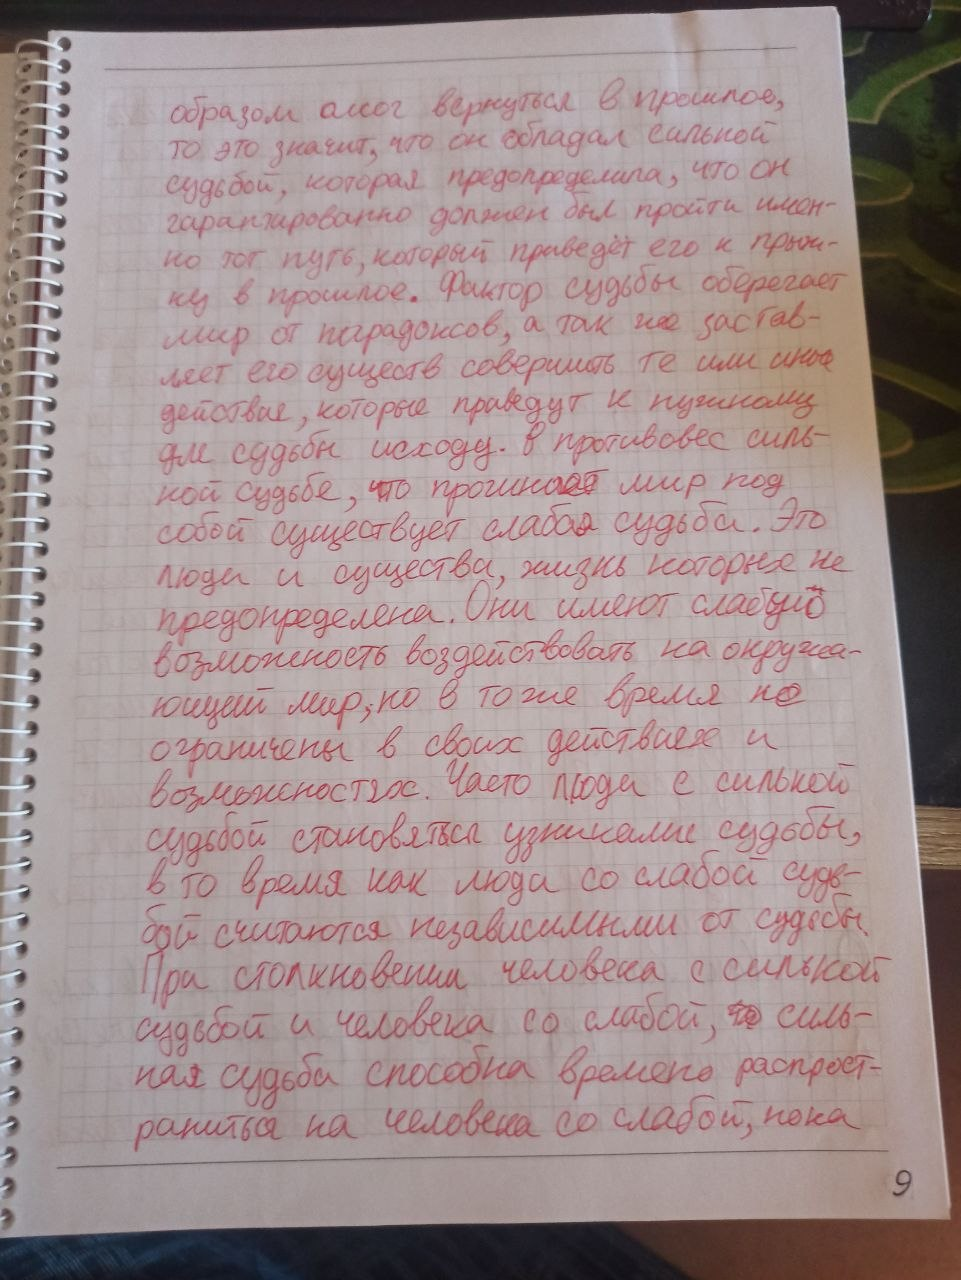 образом смог вернуться в прошлое,
то это значит, что он обладал сильной
судьбой, которая предопределила, что он
гарантированно должен был пройти имен-
но тот путь, который приведёт его к прыж-
ку в прошлое. Фактор судьбы оберегает
мир от парадоксов, а так же застав-
ляет его существ совершить те или иные
действия, которые приведут к нужному
для судьбы исходу. В противовес силь-
ной судьбе, что прогинает мир под
собой существует слабая судьба. Это
люди и существа, жизнь которых не
предопределена. Они имеют слабую
возможность воздействовать на окружа-
ющий мир, но в тоже время не
ограничены в своих действиях и
возможностях. Часто люди с сильной
судьбой становяться узниками судьбы,
в то время как люди со слабой судь-
бой считаются независимыми от судьбы.
При столкновении человека с сильной
судьбой и человека со слабой, то силь-
ная судьба способна времено распрост-
раниться на человека со слабой, пока
9